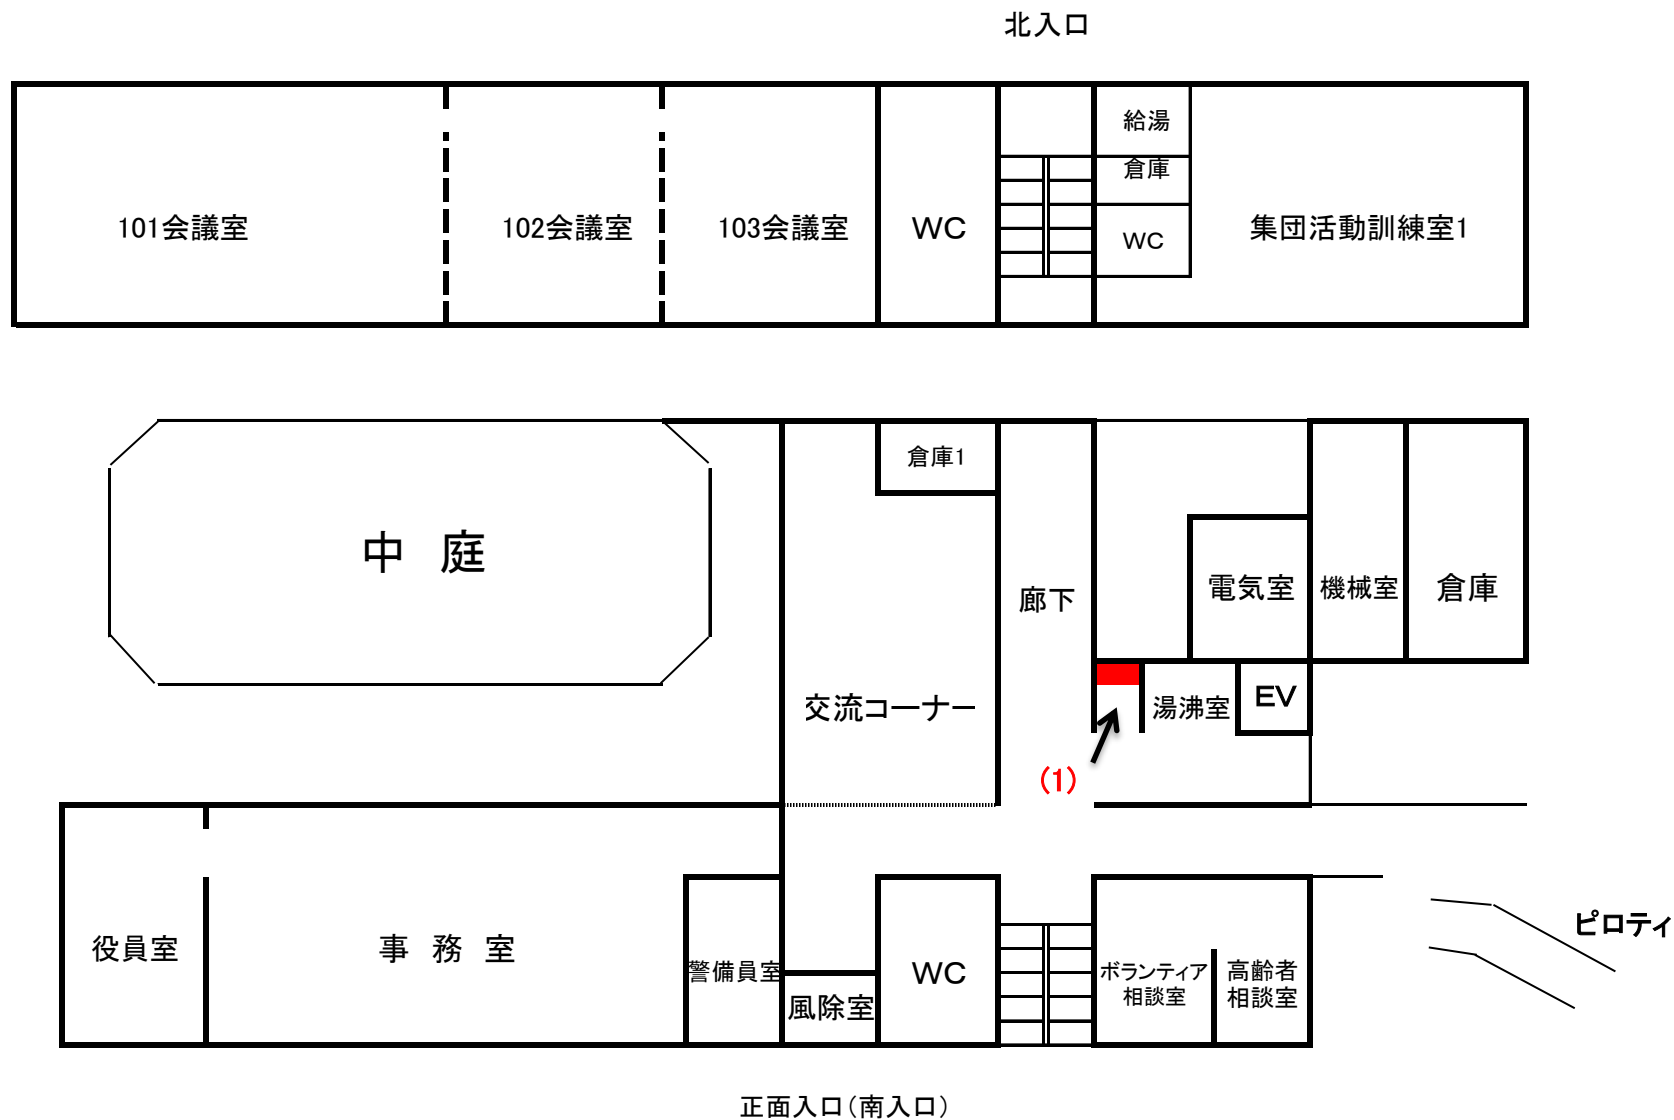 北入口
給湯
倉庫
101会議室
102会議室
103会議室
WC
WC
集団活動訓練室1
倉庫1
中 庭
廊下
電気室
機械室
倉庫
交流コーナー
湯沸室
EV
(1)
役員室
事 務 室
警備員室
風除室
WC
ボランティア
相談室
高齢者
相談室
ピロティ
正面入口(南入口)